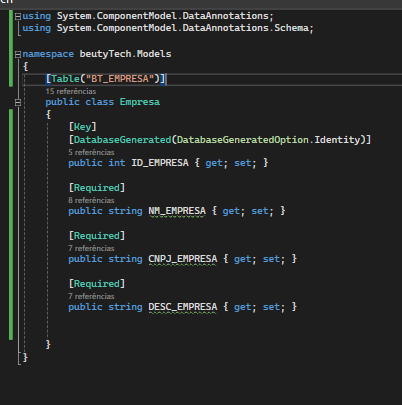 using System.ComponentModel.DataAnnotations;
using System.ComponentModel.DataAnnotations.Schema;
namespace beutyTech.Models
{
[Table("BT_EMPRESA")]
15 referências
public class Empresa
{
[Key]
[DatabaseGenerated(DatabaseGeneratedOption.Identity)]
5 referências
public int ID_EMPRESA { get; set; }
[Required]
8 referências
public string NM_EMPRESA { get; set; }
[Required]
7 referências
public string CNPJ_EMPRESA { get; set; }
[Required]
7 referências
public string DESC_EMPRESA { get; set; }
}
}